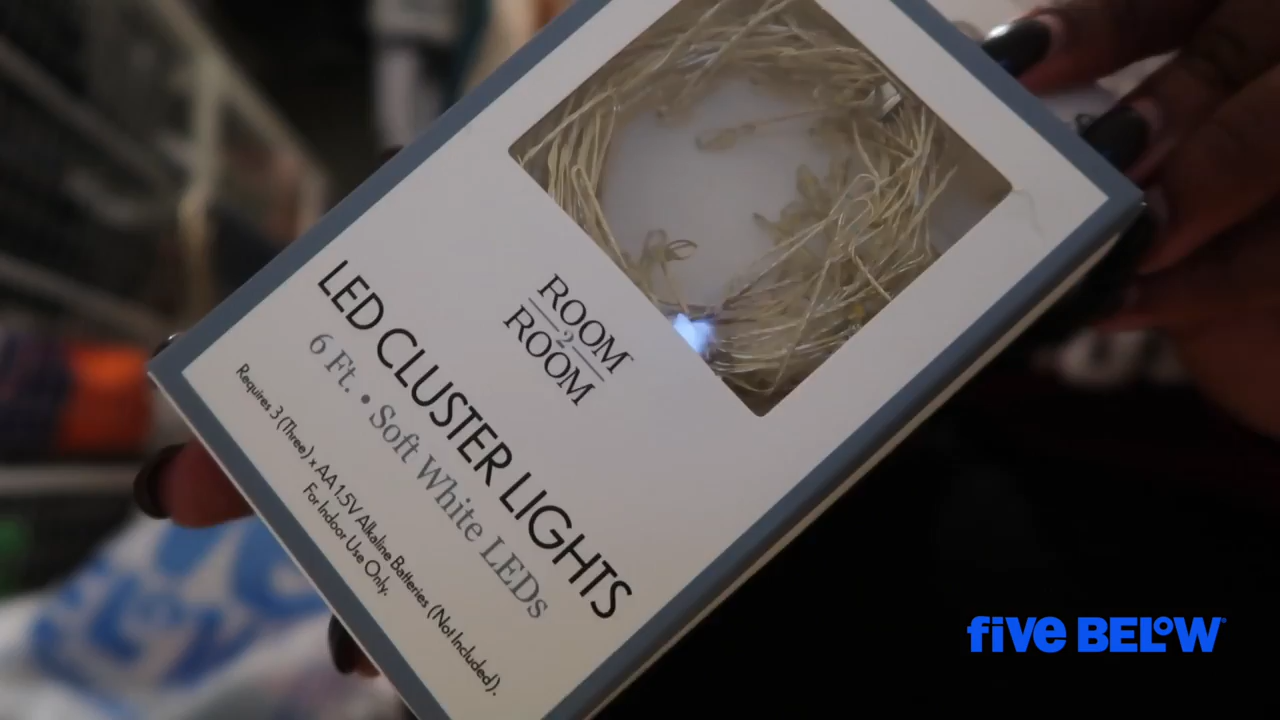 ROOM
2
ROOM™
LED CLUSTER LIGHTS
6 Ft. • Soft White LEDs
Requires 3 (Three) x AA 1.5V Alkaline Batteries (Not Included).
For Indoor Use Only.
five BELOW